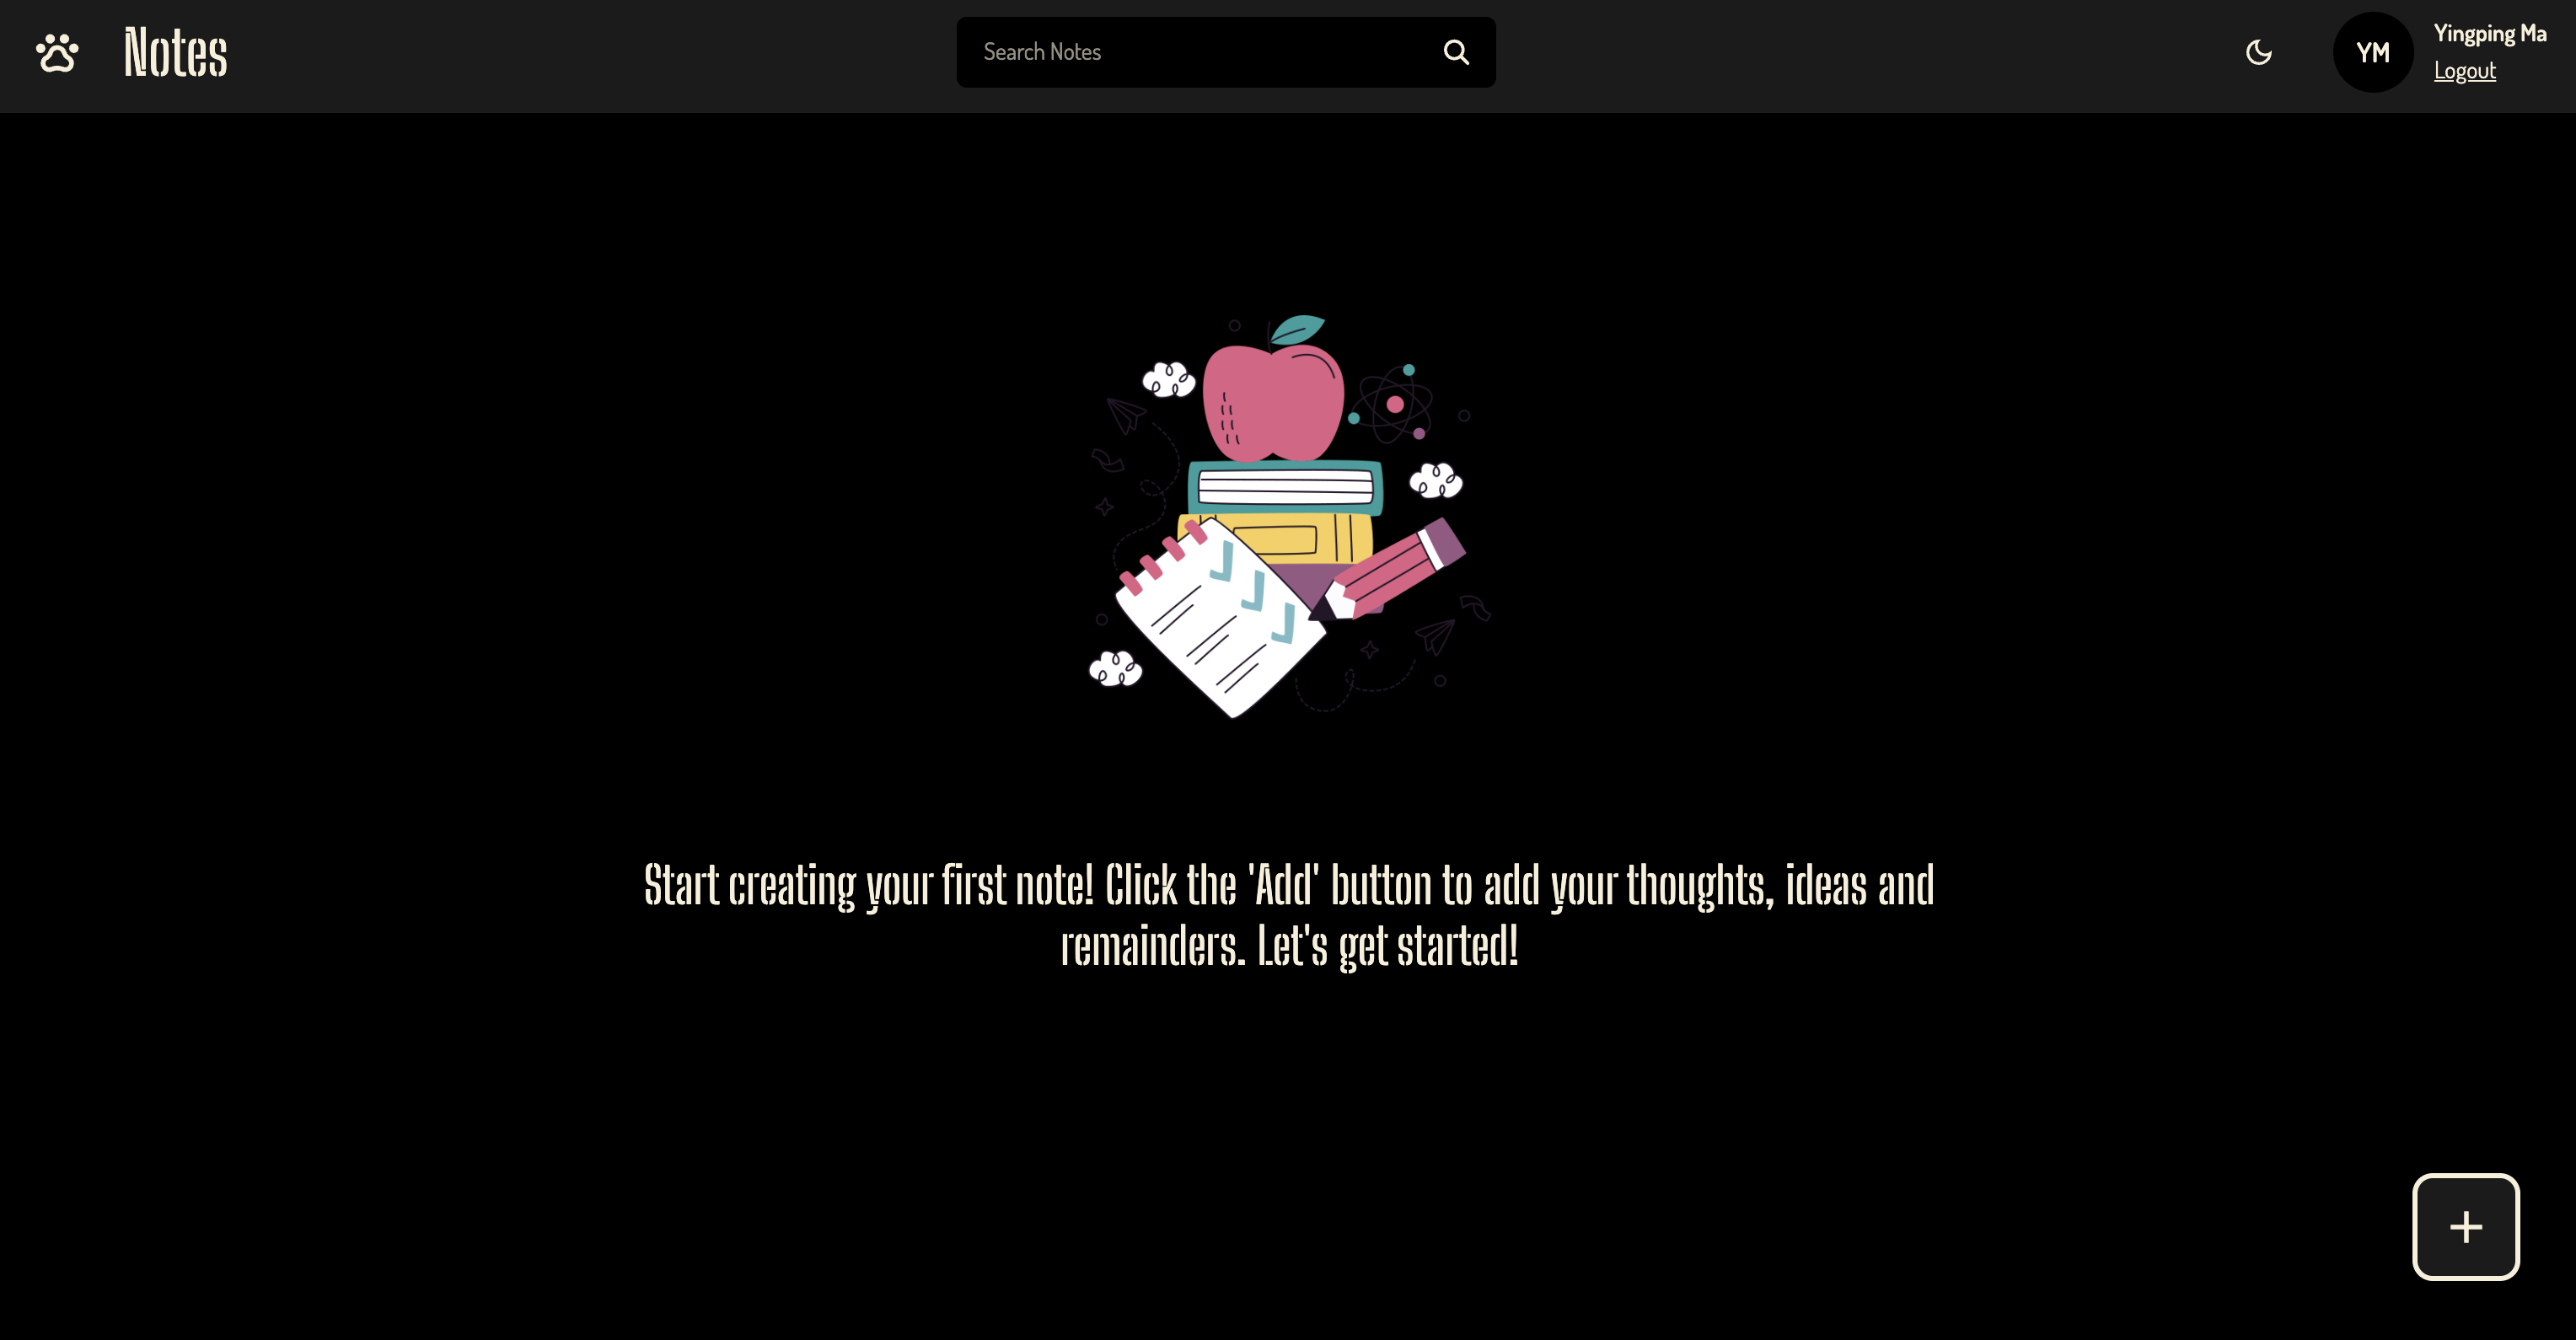 Notes
Search Notes
YM
Yingping Ma
Logout
Start creating your first note! Click the 'Add' button to add your thoughts, ideas and
remainders. Let's get started!